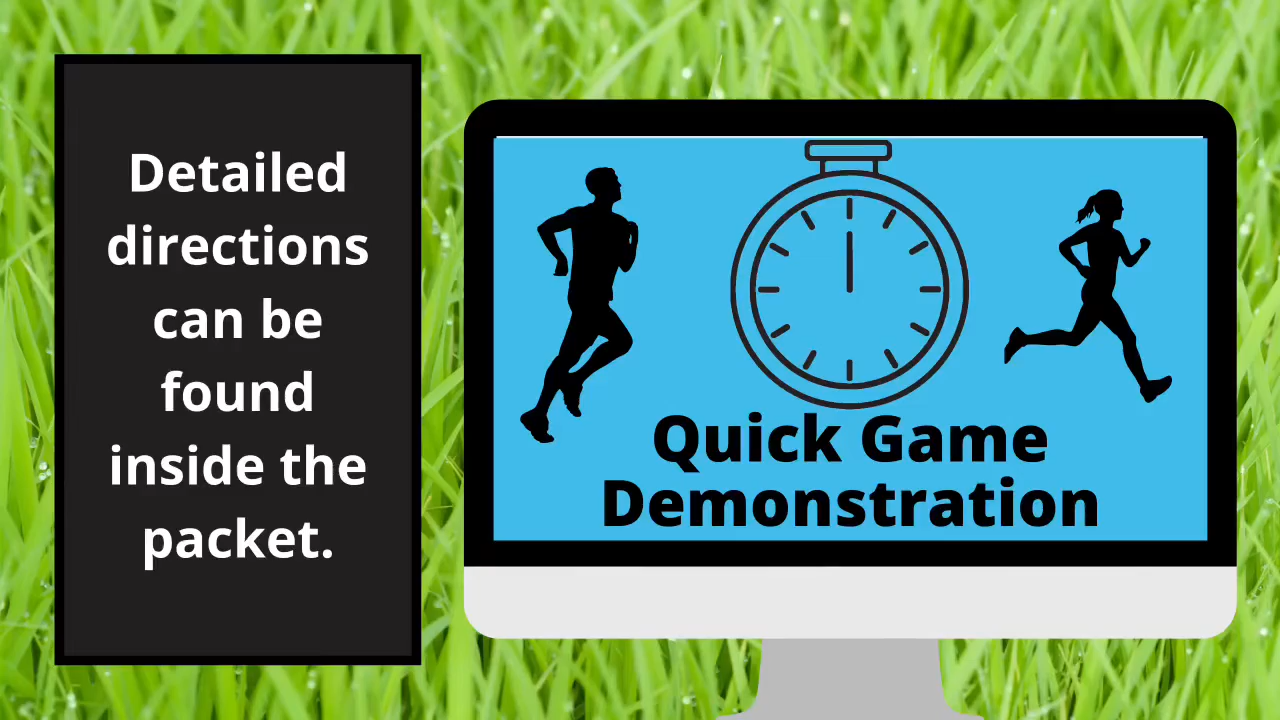 Detailed
directions
can be
found
inside the
packet.
Quick Game
Demonstration